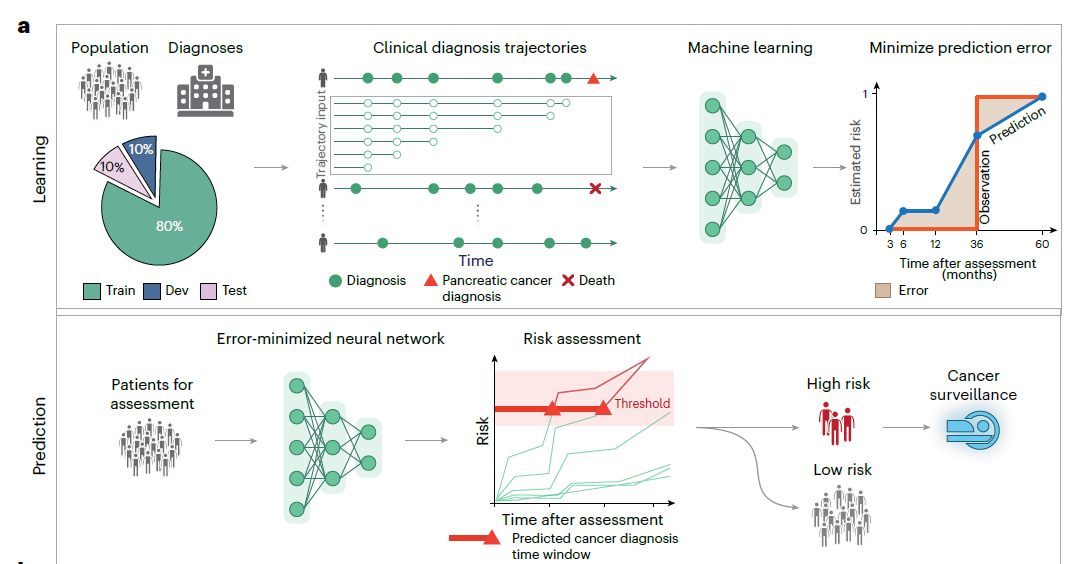 a
Learning
Population
Diagnoses
10%
10%
80%
Train
Dev
Test
Clinical diagnosis trajectories
Trajectory input
Time
Diagnosis
Pancreatic cancer
diagnosis
Death
Machine learning
Minimize prediction error
Estimated risk
1
0
Prediction
Observation
3 6 12 36 60
Time after assessment
(months)
Error
Prediction
Patients for
assessment
Error-minimized neural network
Risk assessment
Risk
Threshold
Time after assessment
Predicted cancer diagnosis
time window
High risk
Low risk
Cancer
surveillance